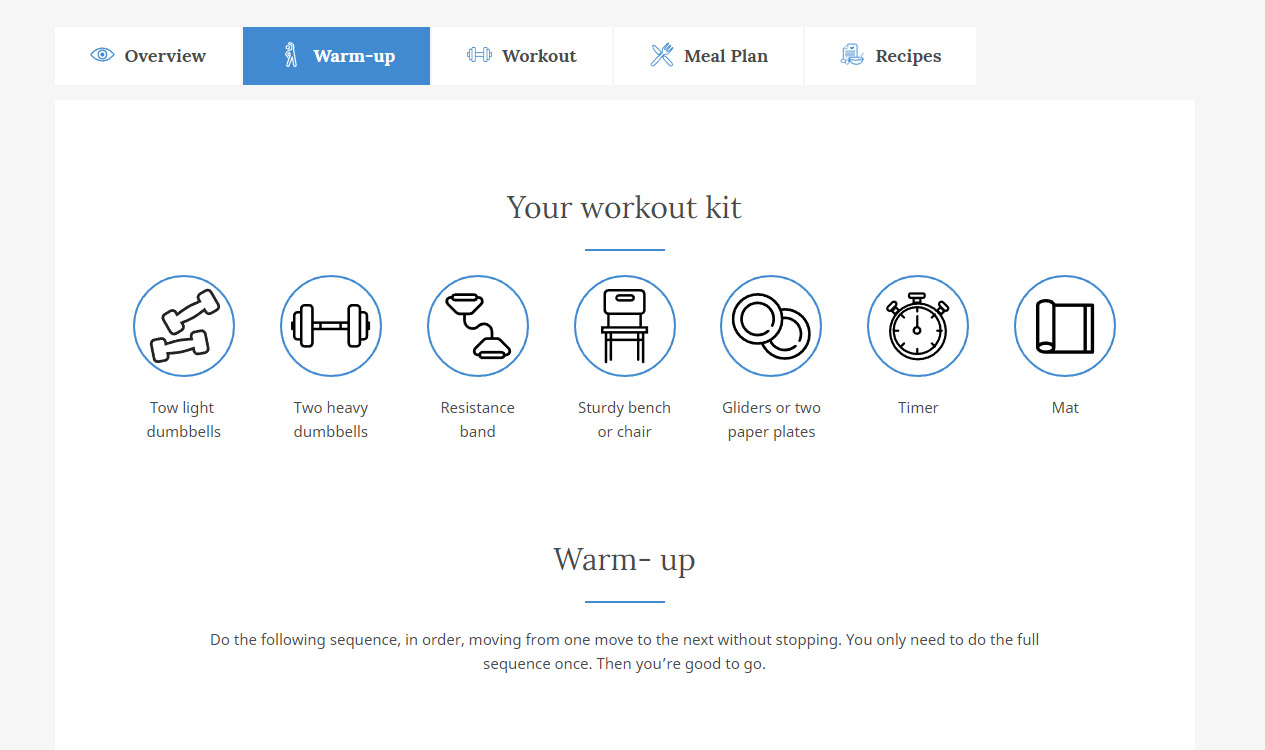 Overview
Warm-up
Workout
Meal Plan
Recipes
Your workout kit
Tow light
dumbbells
Two heavy
dumbbells
Resistance
band
Sturdy bench
or chair
Gliders or two
paper plates
Timer
Mat
Warm- up
Do the following sequence, in order, moving from one move to the next without stopping. You only need to do the full
sequence once. Then you’re good to go.